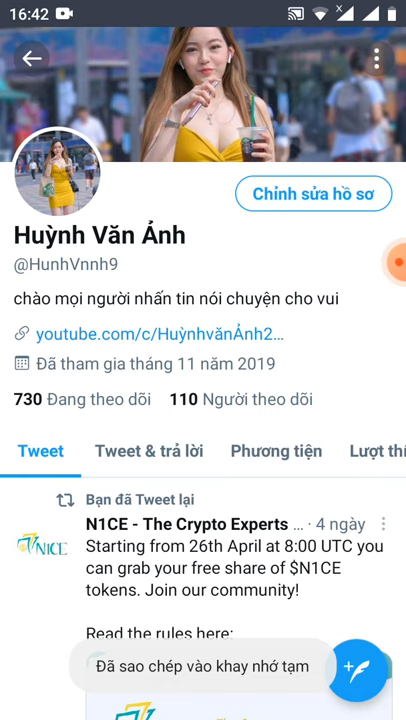 16:42
Chỉnh sửa hồ sơ
Huỳnh Văn Ảnh
@HunhVnnh9
chào mọi người nhấn tin nói chuyện cho vui
youtube.com/c/HuỳnhvănẢnh2...
Đã tham gia tháng 11 năm 2019
730 Đang theo dõi 110 Người theo dõi
Tweet Tweet & trả lời Phương tiện Lượt thí
Bạn đã Tweet lại
N1CE - The Crypto Experts ... · 4 ngày
N1CE
Starting from 26th April at 8:00 UTC you
can grab your free share of $N1CE
tokens. Join our community!
Read the rules here:
Đã sao chép vào khay nhớ tạm